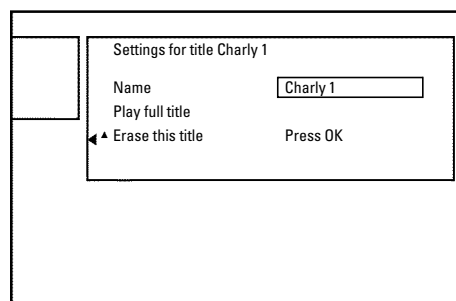 Settings for title Charly 1
Name Charly 1
Play full title
Erase this title Press OK